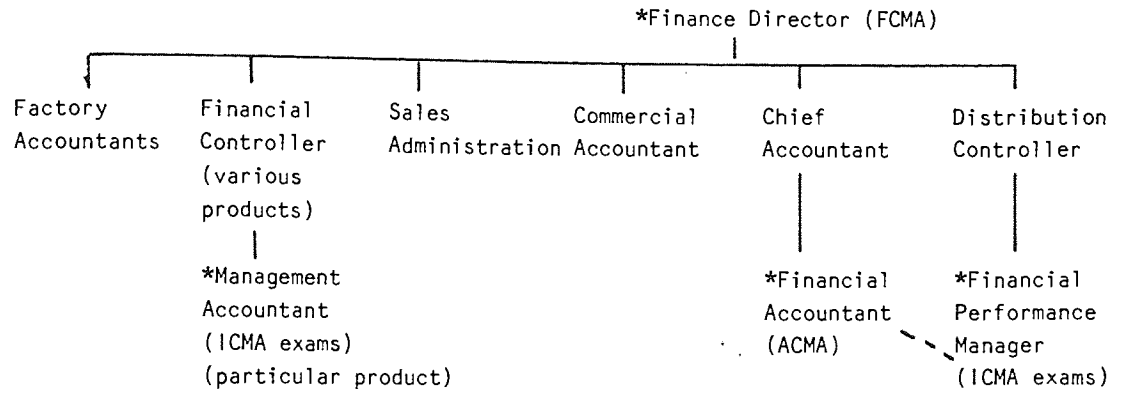 *Finance Director (FCMA)
Factory
Accountants
Financial
Controller
(various
products)
Sales
Administration
Commercial
Accountant
Chief
Accountant
Distribution
Controller
*Management
Accountant
(ICMA exams)
(particular product)
*Financial
Accountant
(ACMA)
*Financial
Performance
Manager
(ICMA exams)